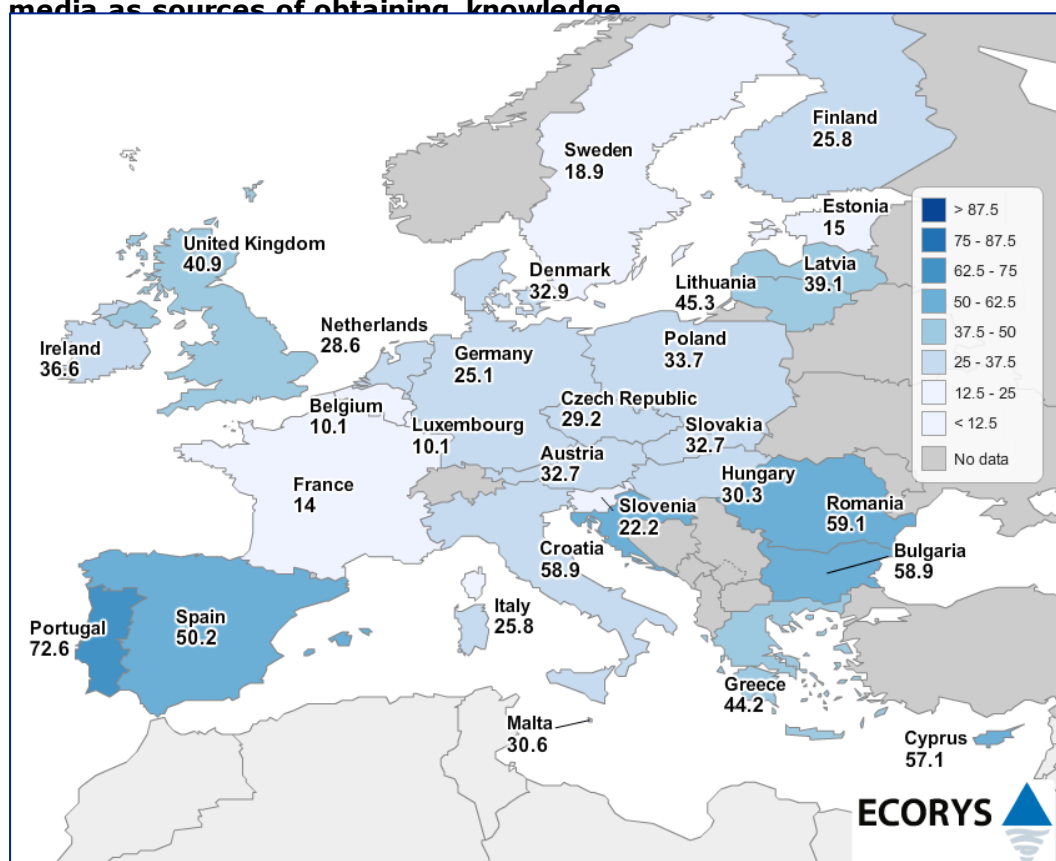 media as sources of obtaining knowledge
Finland
25.8
Sweden
18.9
Estonia
15
United Kingdom
40.9
Latvia
39.1
Denmark
32.9
Lithuania
45.3
Netherlands
28.6
Ireland
36.6
Germany
25.1
Poland
33.7
Belgium
10.1
Czech Republic
29.2
Luxembourg
10.1
Slovakia
32.7
Austria
32.7
France
14
Hungary
30.3
Slovenia
22.2
Romania
59.1
Croatia
58.9
Bulgaria
58.9
Portugal
72.6
Spain
50.2
Italy
25.8
Greece
44.2
Malta
30.6
Cyprus
57.1
> 87.5
75 - 87.5
62.5 - 75
50 - 62.5
37.5 - 50
25 - 37.5
12.5 - 25
< 12.5
No data
ECORYS